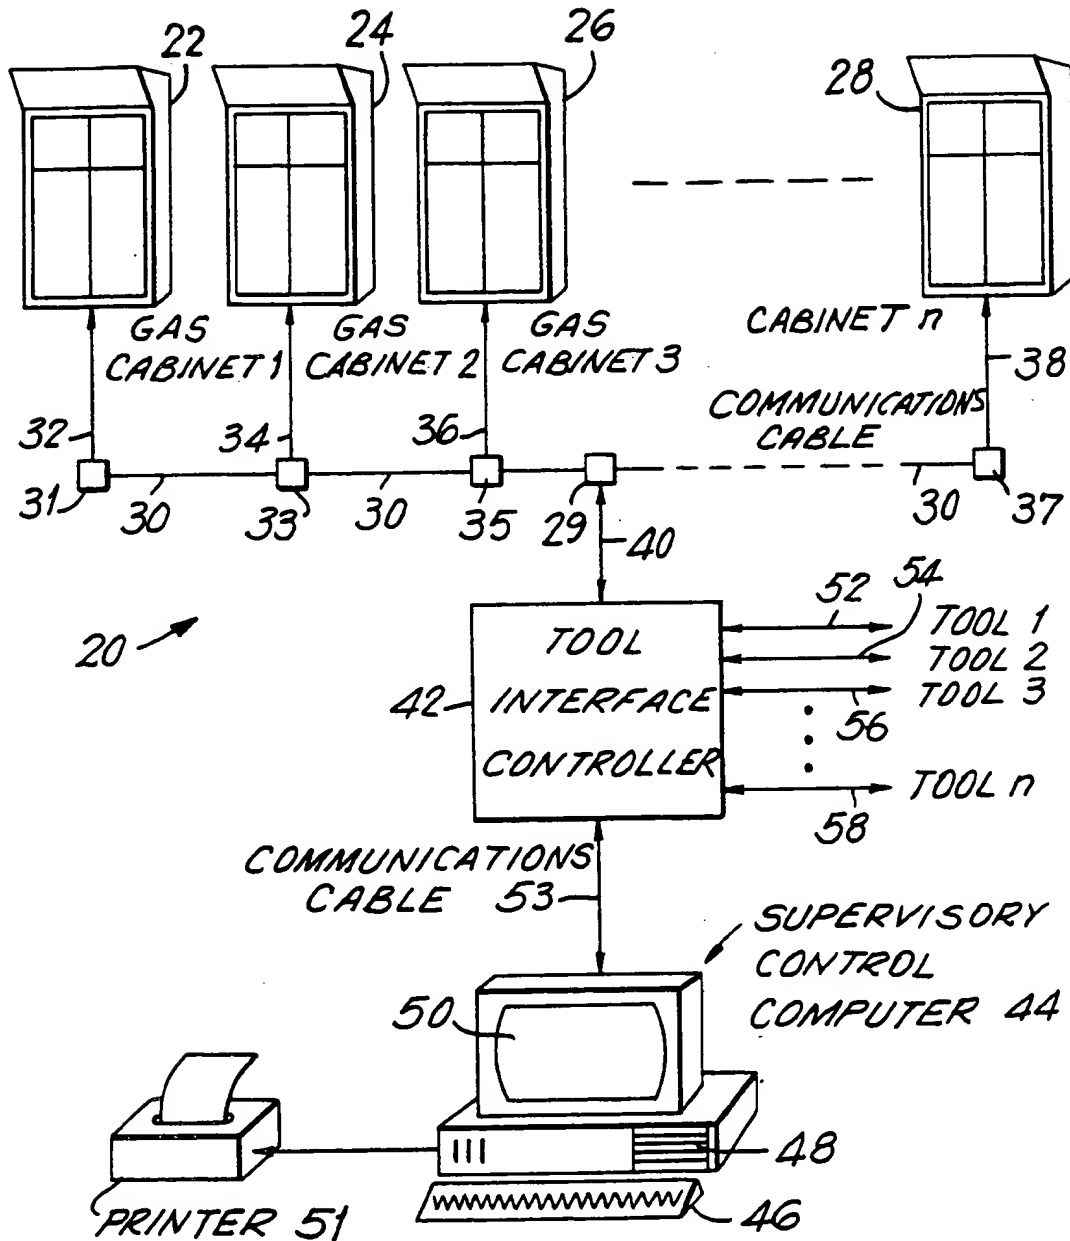 22
24
26
28
GAS
CABINET 1
GAS
CABINET 2
GAS
CABINET 3
CABINET n
COMMUNICATIONS
CABLE
32
34
36
38
31
30
33
30
35
29
40
30
37
20
42
TOOL
INTERFACE
CONTROLLER
52
54
TOOL 1
TOOL 2
TOOL 3
56
TOOL n
58
COMMUNICATIONS
CABLE 53
SUPERVISORY
CONTROL
COMPUTER 44
50
48
46
PRINTER 51